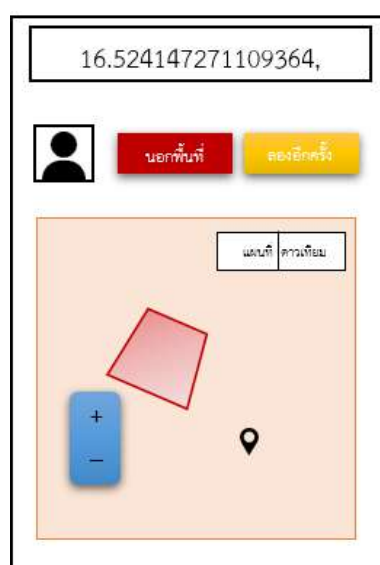 16.524147271109364,
นอกพื้นที่ ลองอีกครั้ง
แผนที่ ดาวเทียม
+
–